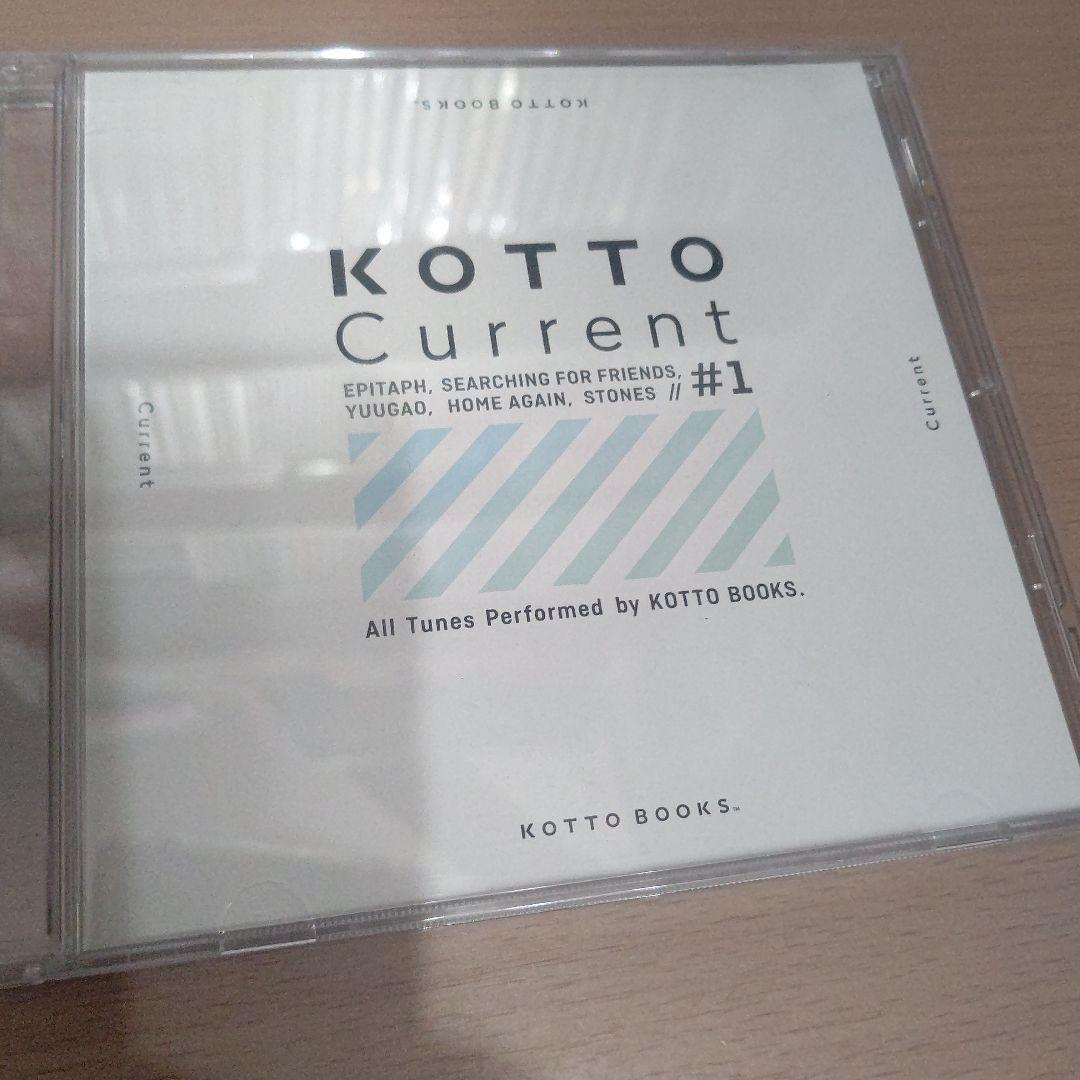 KOTTO BOOKS.
KOTTO
Current
EPITAPH, SEARCHING FOR FRIENDS,
YUUGAO, HOME AGAIN, STONES // #1
Current
Current
All Tunes Performed by KOTTO BOOKS.
KOTTO BOOKS™